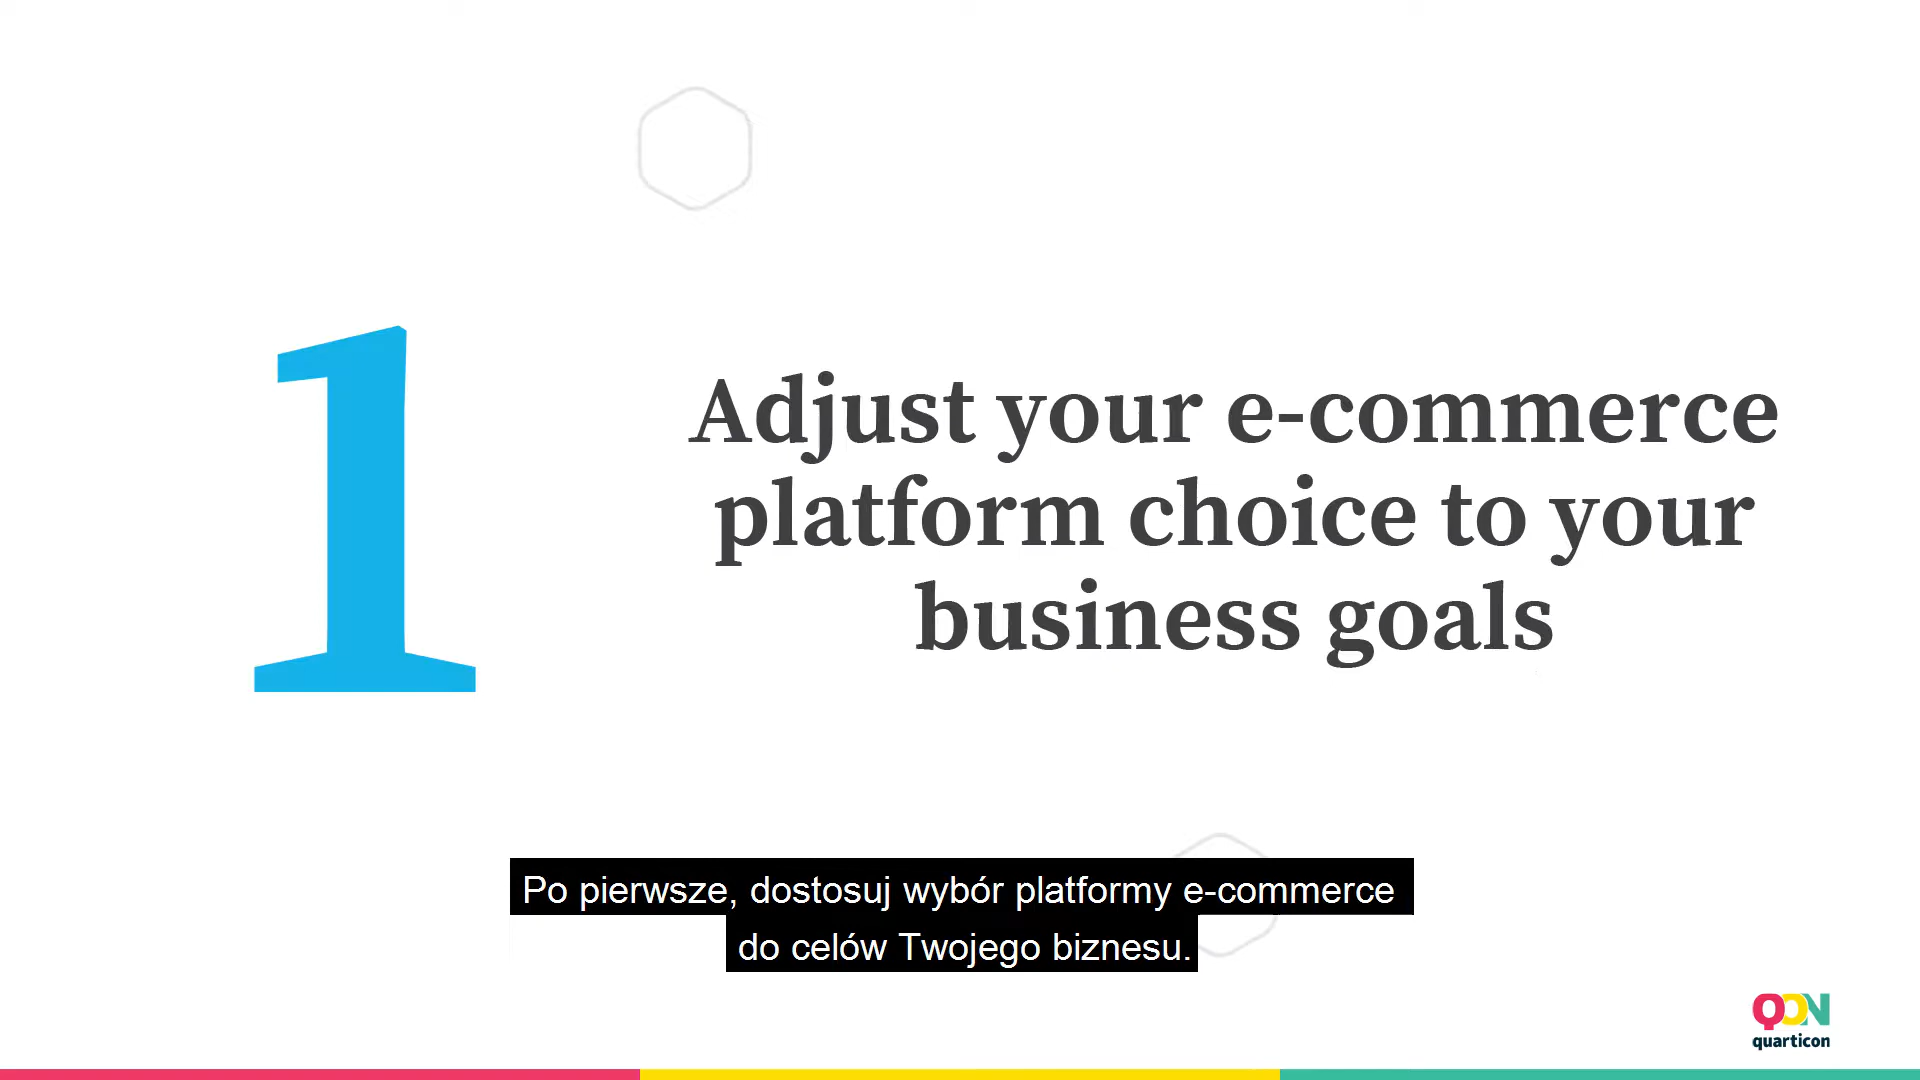 1
Adjust your e-commerce
platform choice to your
business goals
Po pierwsze, dostosuj wybór platformy e-commerce
do celów Twojego biznesu.
QON
quarticon